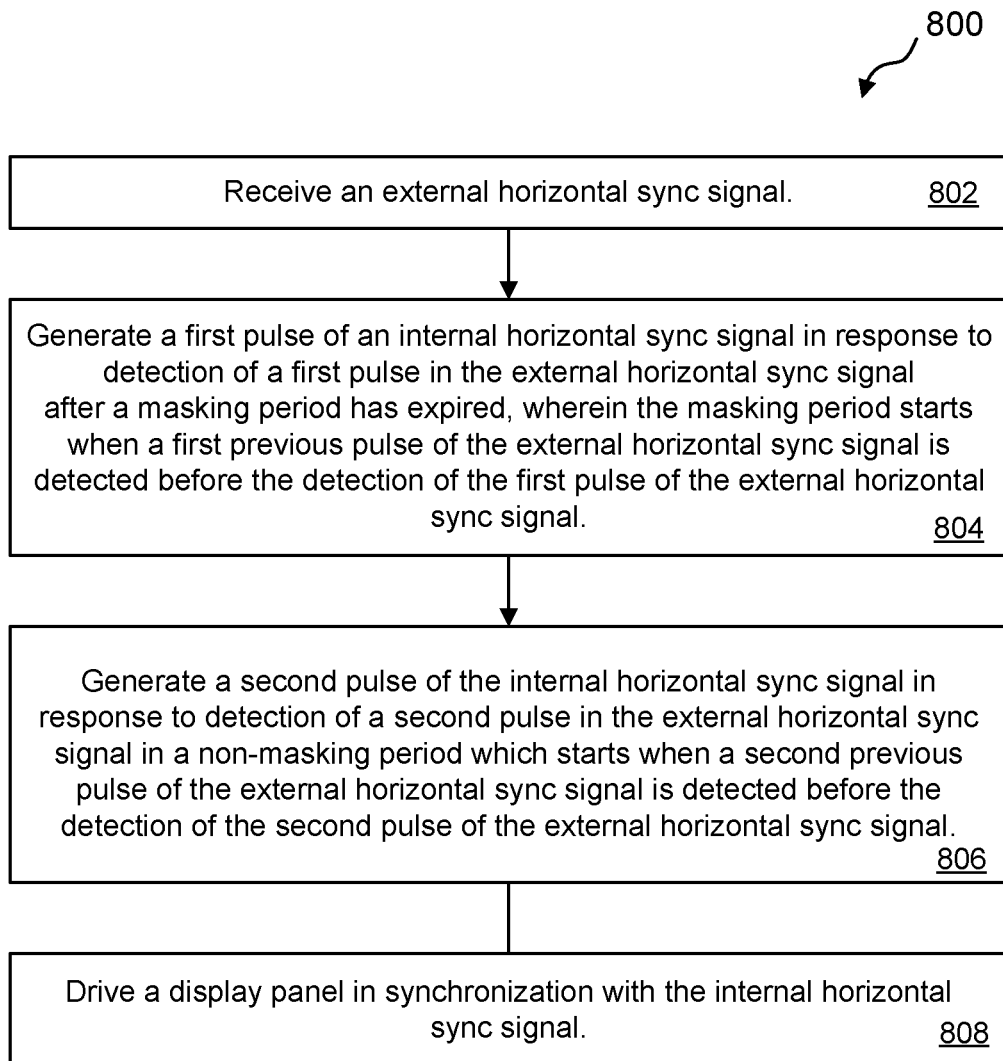 800
Receive an external horizontal sync signal. 802
Generate a first pulse of an internal horizontal sync signal in response to
detection of a first pulse in the external horizontal sync signal
after a masking period has expired, wherein the masking period starts
when a first previous pulse of the external horizontal sync signal is
detected before the detection of the first pulse of the external horizontal
sync signal.
804
Generate a second pulse of the internal horizontal sync signal in
response to detection of a second pulse in the external horizontal sync
signal in a non-masking period which starts when a second previous
pulse of the external horizontal sync signal is detected before the
detection of the second pulse of the external horizontal sync signal.
806
Drive a display panel in synchronization with the internal horizontal
sync signal.
808